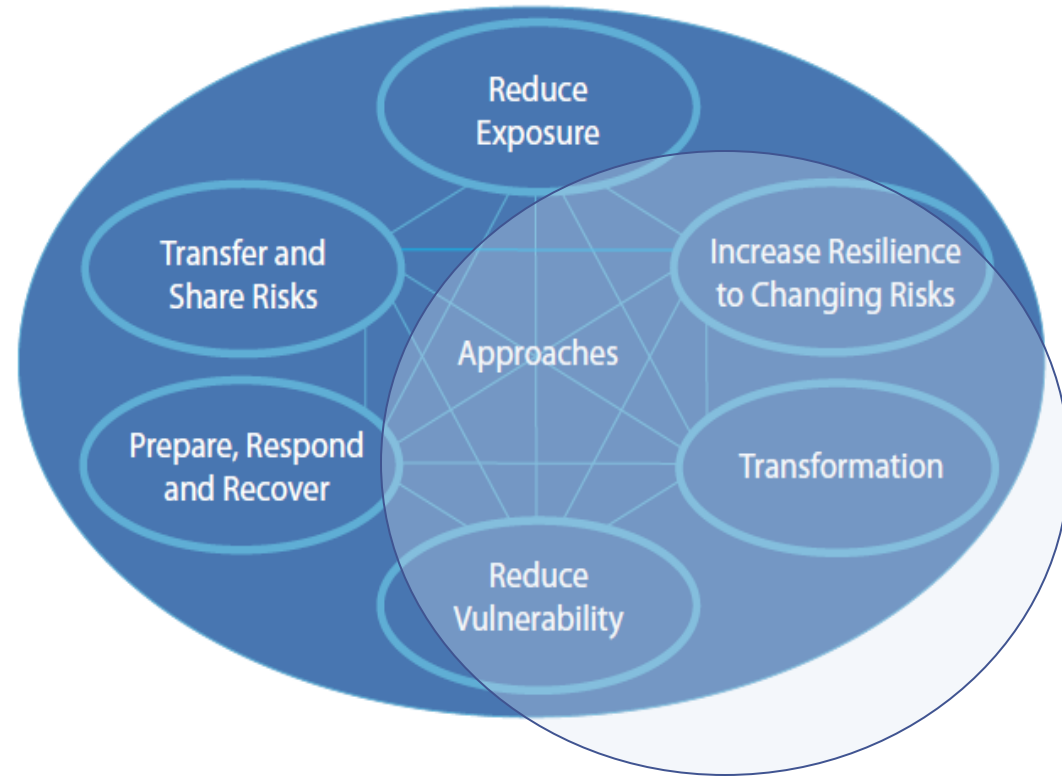 Reduce
Exposure
Transfer and
Share Risks
Increase Resilience
to Changing Risks
Approaches
Prepare, Respond
and Recover
Transformation
Reduce
Vulnerability